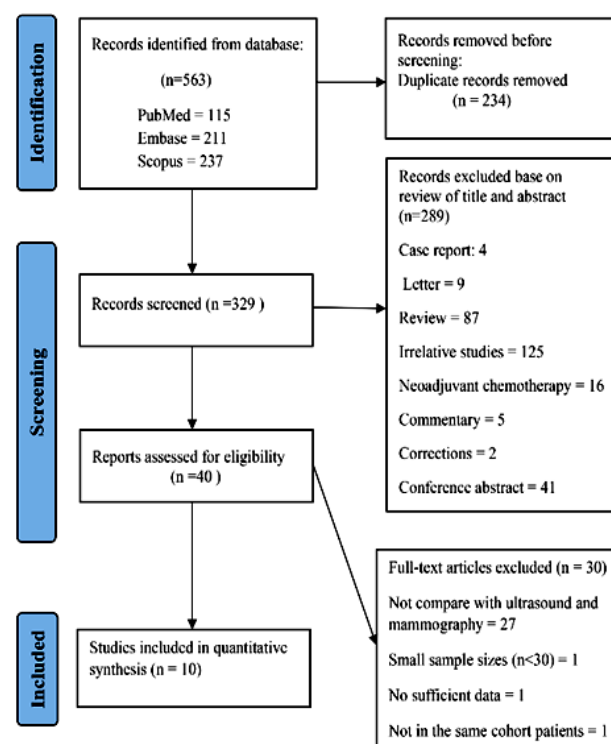 Identification
Records identified from database:
(n=563)
PubMed = 115
Embase = 211
Scopus = 237
Records removed before
screening:
Duplicate records removed
(n = 234)
Screening
Records screened (n =329 )
Records excluded base on
review of title and abstract
(n=289)
Case report: 4
Letter = 9
Review = 87
Irrelative studies = 125
Neoadjuvant chemotherapy = 16
Commentary = 5
Corrections = 2
Conference abstract = 41
Reports assessed for eligibility
(n =40 )
Full-text articles excluded (n = 30)
Not compare with ultrasound and
mammography = 27
Small sample sizes (n<30) = 1
No sufficient data = 1
Not in the same cohort patients = 1
Included
Studies included in quantitative
synthesis (n = 10)